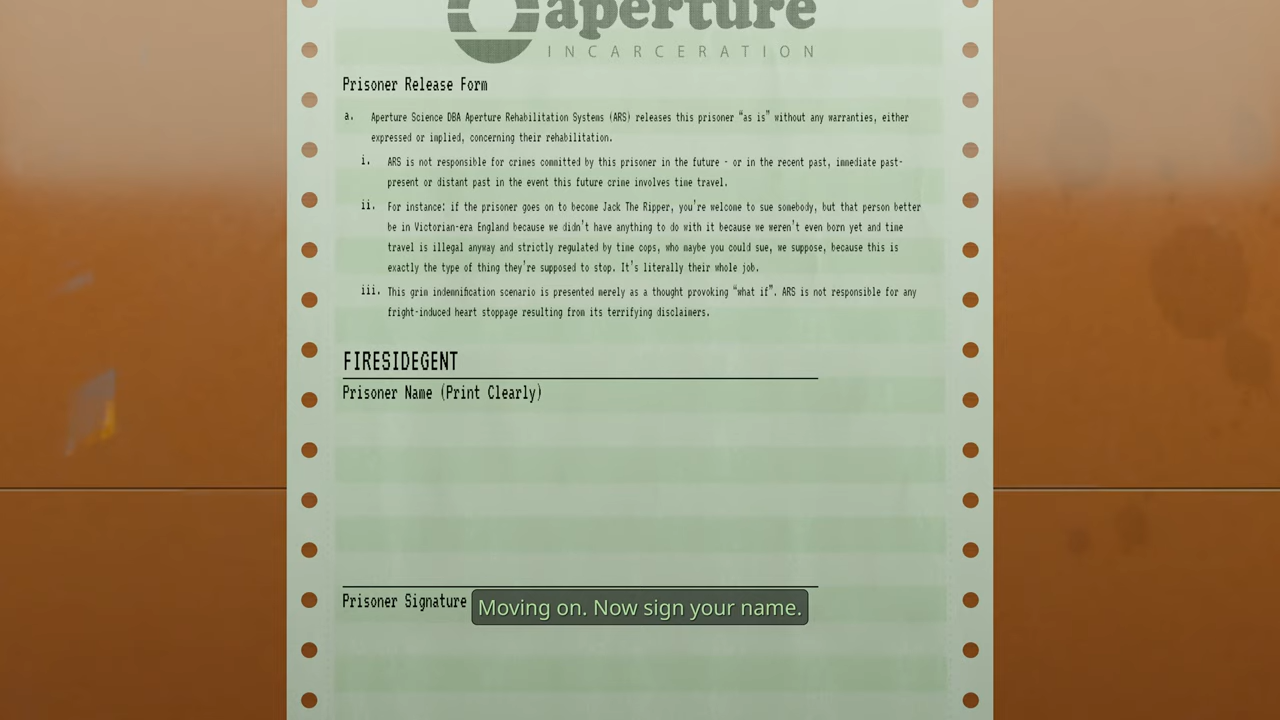 aperture
INCARCERATION
Prisoner Release Form
a. Aperture Science DBA Aperture Rehabilitation Systems (ARS) releases this prisoner “as is” without any warranties, either
expressed or implied, concerning their rehabilitation.
i. ARS is not responsible for crimes committed by this prisoner in the future - or in the recent past, immediate past-
present or distant past in the event this future crime involves time travel.
ii. For instance: if the prisoner goes on to become Jack The Ripper, you're welcome to sue somebody, but that person better
be in Victorian-era England because we didn't have anything to do with it because we weren't even born yet and time
travel is illegal anyway and strictly regulated by time cops, who maybe you could sue, we suppose, because this is
exactly the type of thing they're supposed to stop. It's literally their whole job.
iii. This grim indemnification scenario is presented merely as a thought provoking “what if”. ARS is not responsible for any
fright-induced heart stoppage resulting from its terrifying disclaimers.
FIRESIDEGENT
Prisoner Name (Print Clearly)
Prisoner Signature
Moving on. Now sign your name.